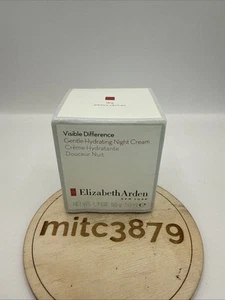 Visible Difference
Gentle Hydrating Night Cream
Crème Hydratante
Douceur Nuit
Elizabeth Arden
NEW YORK
mitc3879